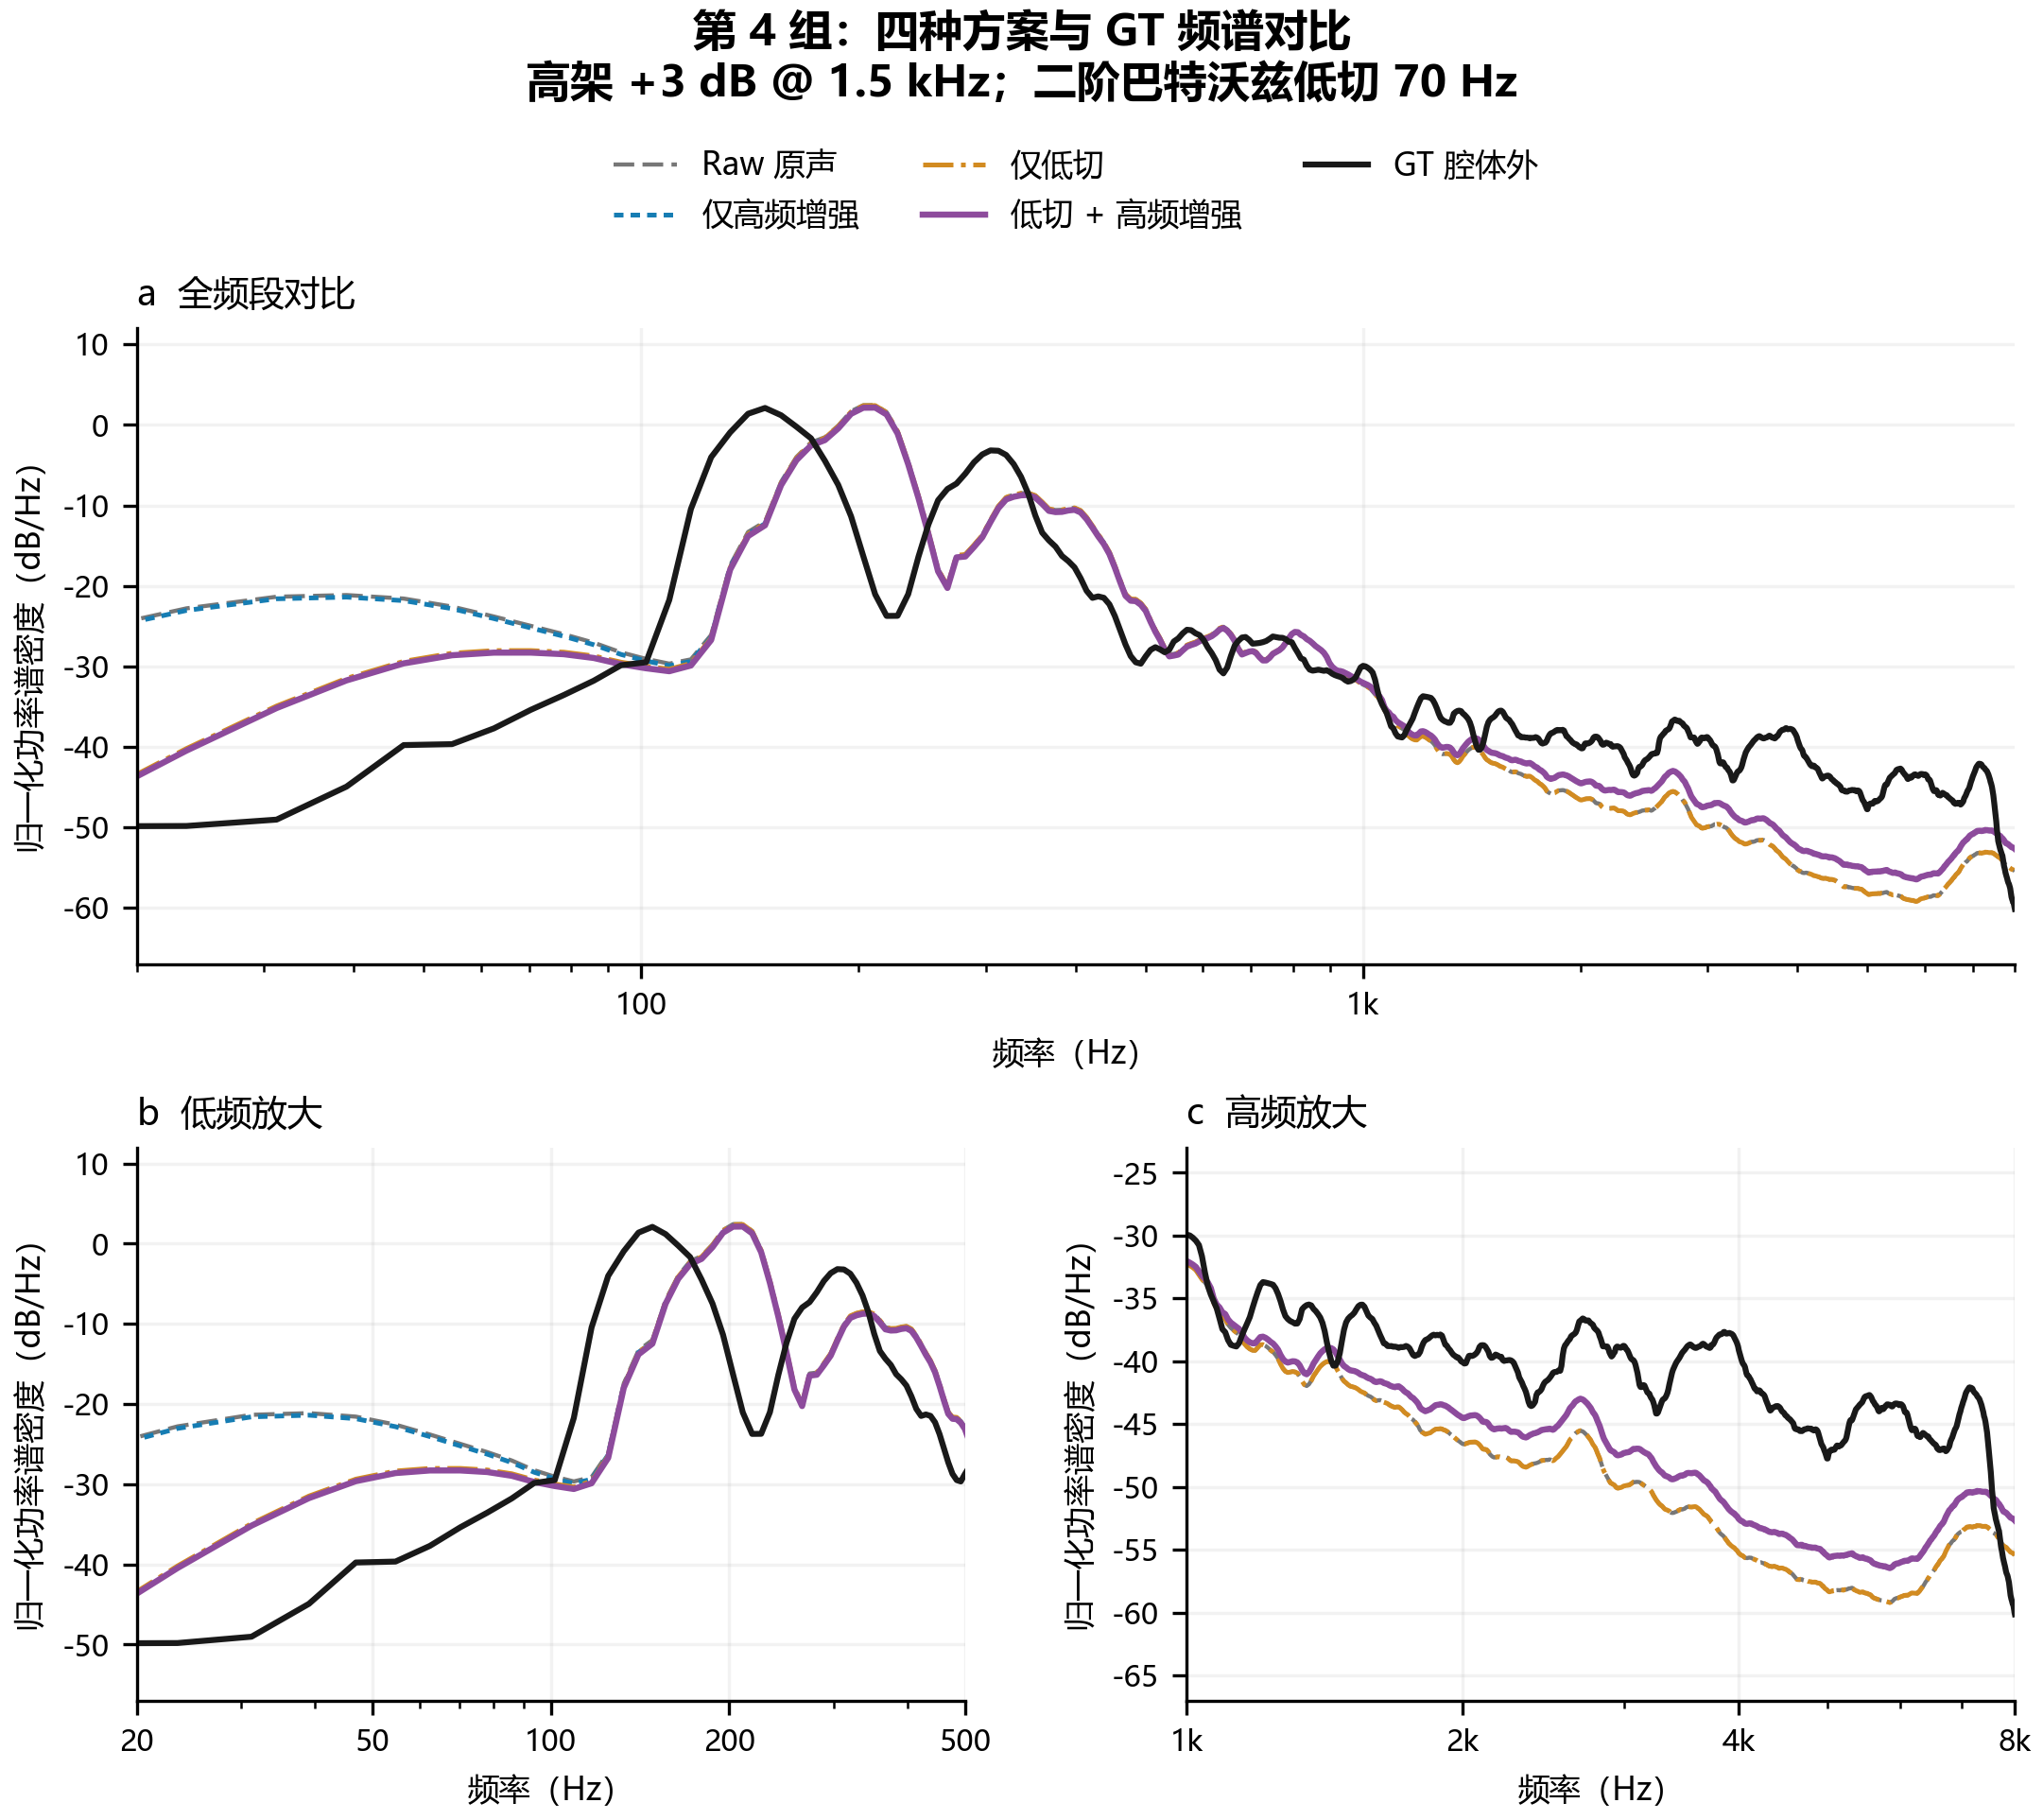 第 4 组：四种方案与 GT 频谱对比
高架 +3 dB @ 1.5 kHz；二阶巴特沃兹低切 70 Hz
Raw 原声
仅低切
GT 腔体外
仅高频增强
低切 + 高频增强
a 全频段对比
归一化功率谱密度（dB/Hz）
10
0
-10
-20
-30
-40
-50
-60
100
1k
频率（Hz）
b 低频放大
归一化功率谱密度（dB/Hz）
10
0
-10
-20
-30
-40
-50
20
50
100
200
500
频率（Hz）
c 高频放大
归一化功率谱密度（dB/Hz）
-25
-30
-35
-40
-45
-50
-55
-60
-65
1k
2k
4k
8k
频率（Hz）